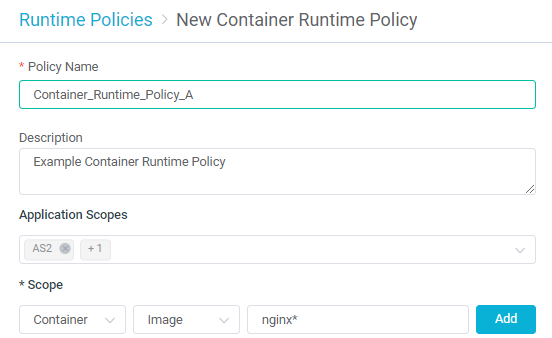 Runtime Policies > New Container Runtime Policy
* Policy Name
Container_Runtime_Policy_A
Description
Example Container Runtime Policy
Application Scopes
AS2 + 1
* Scope
Container Image nginx* Add